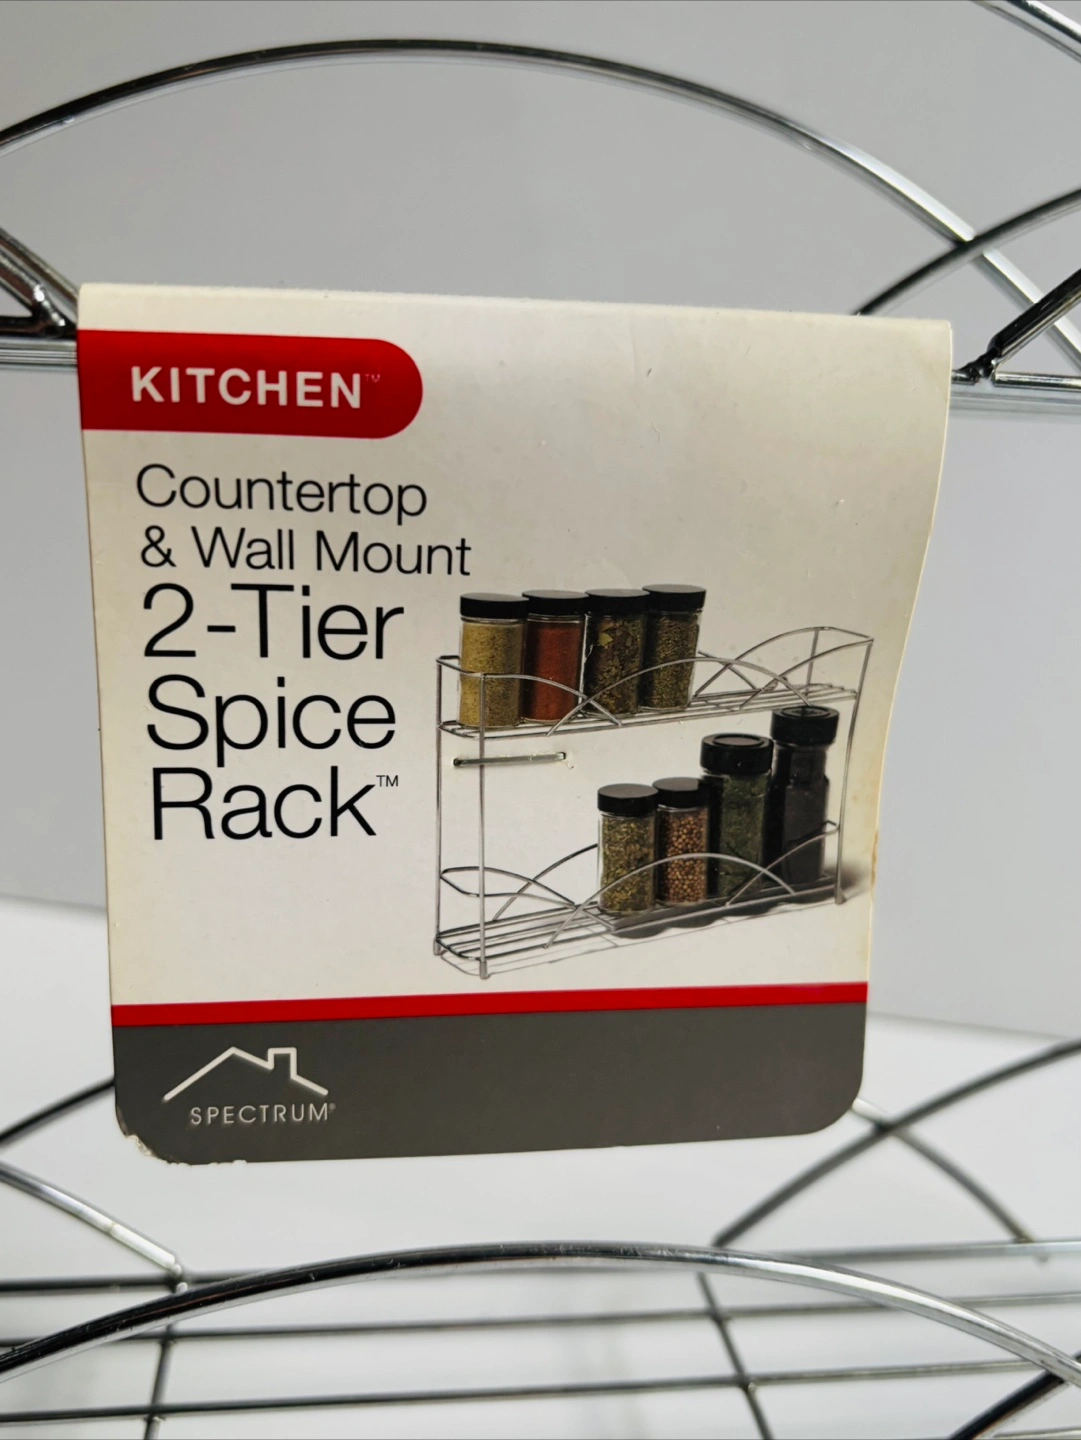 KITCHEN™
Countertop
& Wall Mount
2-Tier
Spice
Rack™
SPECTRUM®